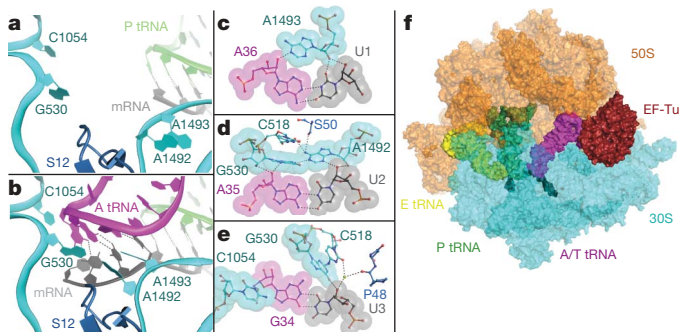 a
C1054
P tRNA
G530
mRNA
A1493
S12
A1492
b
C1054
A tRNA
G530
mRNA
A1493
A1492
S12
c
A1493
A36
U1
d
C518
S50
A1492
G530
A35
U2
e
G530
C518
C1054
P48
G34
U3
f
50S
EF-Tu
E tRNA
30S
P tRNA
A/T tRNA